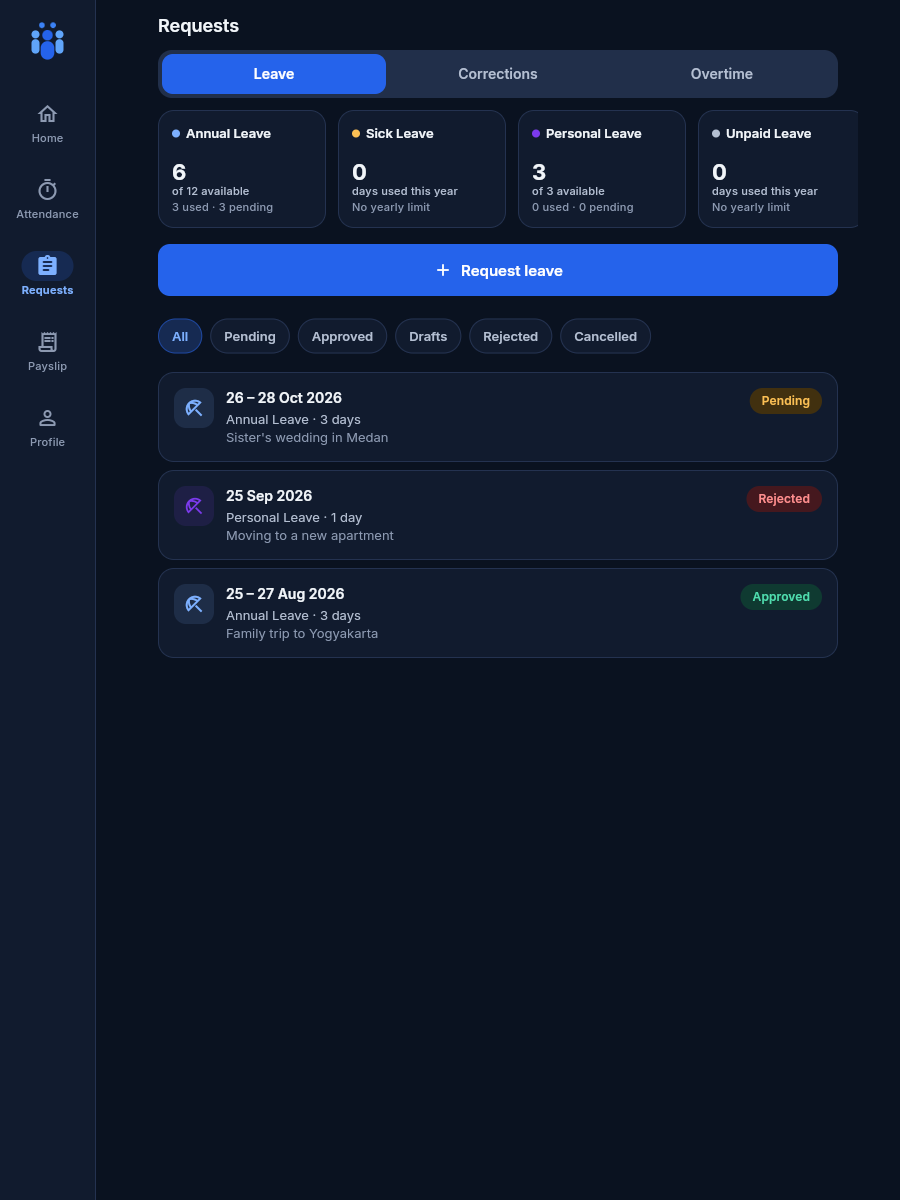 Requests
Leave
Corrections
Overtime
Annual Leave
6
of 12 available
3 used · 3 pending
Sick Leave
0
days used this year
No yearly limit
Personal Leave
3
of 3 available
0 used · 0 pending
Unpaid Leave
0
days used this year
No yearly limit
Request leave
All
Pending
Approved
Drafts
Rejected
Cancelled
26 – 28 Oct 2026
Pending
Annual Leave · 3 days
Sister's wedding in Medan
25 Sep 2026
Rejected
Personal Leave · 1 day
Moving to a new apartment
25 – 27 Aug 2026
Approved
Annual Leave · 3 days
Family trip to Yogyakarta
Home
Attendance
Requests
Payslip
Profile